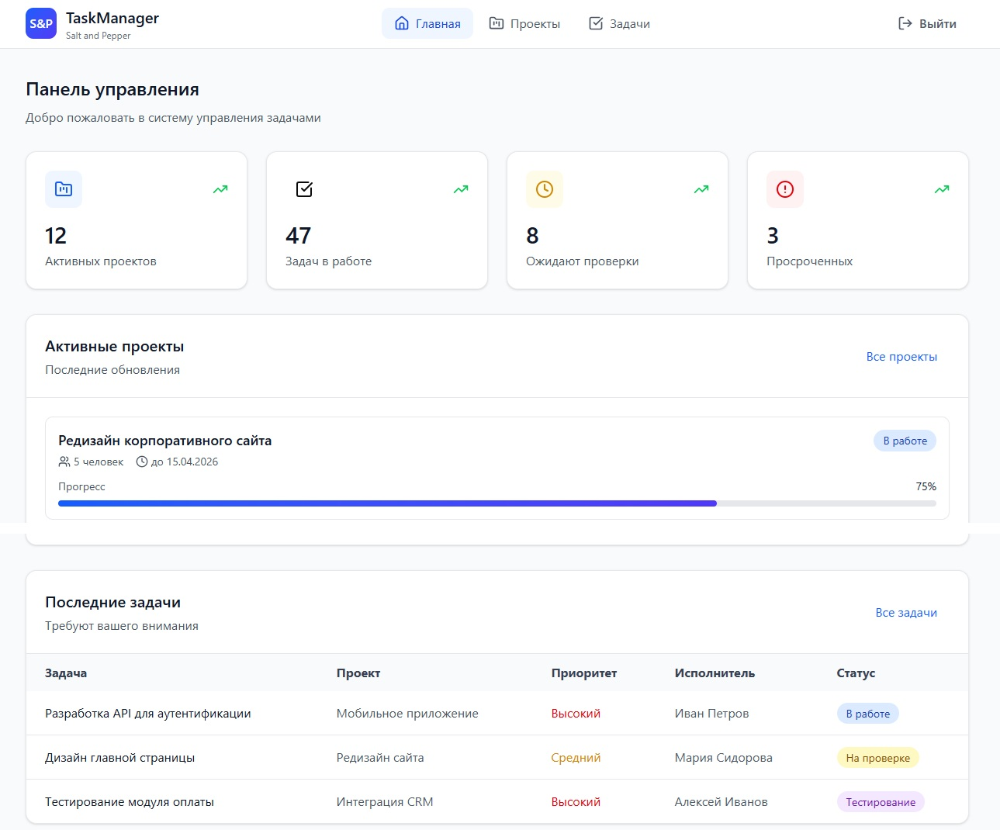 S&P
TaskManager
Salt and Pepper
Главная
Проекты
Задачи
Выйти
Панель управления
Добро пожаловать в систему управления задачами
12
Активных проектов
47
Задач в работе
8
Ожидают проверки
3
Просроченных
Активные проекты
Последние обновления
Все проекты
Редизайн корпоративного сайта
В работе
5 человек до 15.04.2026
Прогресс 75%
Последние задачи
Требуют вашего внимания
Все задачи
Задача Проект Приоритет Исполнитель Статус
Разработка API для аутентификации Мобильное приложение Высокий Иван Петров В работе
Дизайн главной страницы Редизайн сайта Средний Мария Сидорова На проверке
Тестирование модуля оплаты Интеграция CRM Высокий Алексей Иванов Тестирование